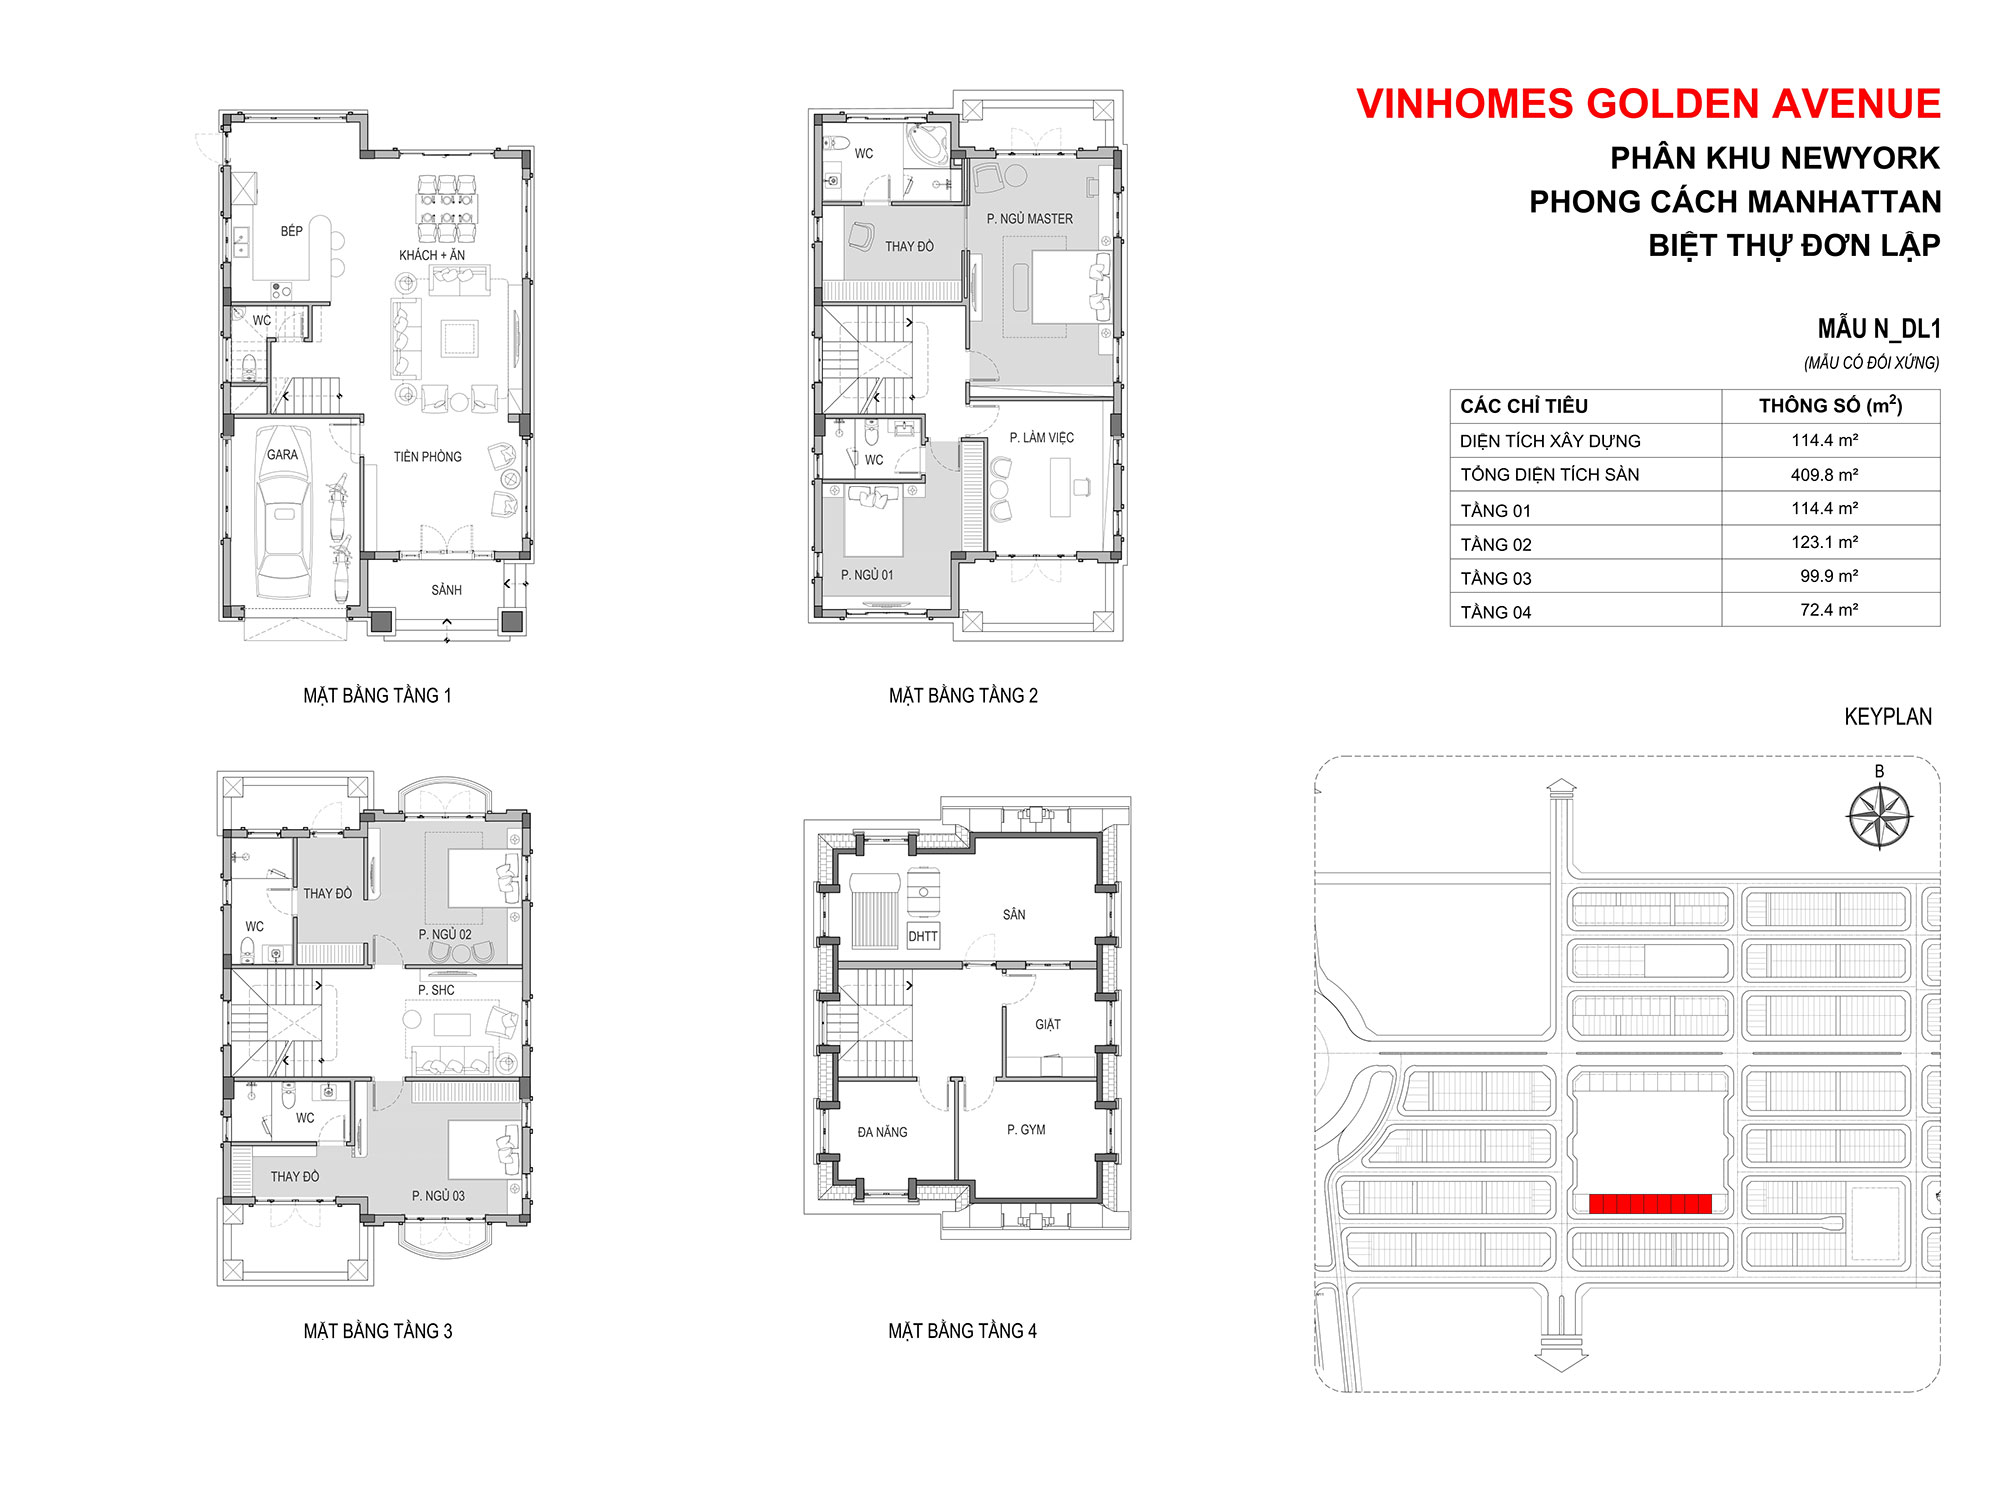 VINHOMES GOLDEN AVENUE
PHÂN KHU NEWYORK
PHONG CÁCH MANHATTAN
BIỆT THỰ ĐƠN LẬP
MẪU N_DL1
(MẪU CÓ ĐỐI XỨNG)
CÁC CHỈ TIÊU THÔNG SỐ (m²)
DIỆN TÍCH XÂY DỰNG 114.4 m²
TỔNG DIỆN TÍCH SÀN 409.8 m²
TẦNG 01 114.4 m²
TẦNG 02 123.1 m²
TẦNG 03 99.9 m²
TẦNG 04 72.4 m²
BẾP
KHÁCH + ĂN
WC
GARA
TIỀN PHÒNG
SẢNH
MẶT BẰNG TẦNG 1
WC
P. NGỦ MASTER
THAY ĐỒ
P. LÀM VIỆC
WC
P. NGỦ 01
MẶT BẰNG TẦNG 2
THAY ĐỒ
WC
P. NGỦ 02
P. SHC
WC
THAY ĐỒ
P. NGỦ 03
MẶT BẰNG TẦNG 3
SÂN
DHTT
GIẶT
ĐA NĂNG
P. GYM
MẶT BẰNG TẦNG 4
KEYPLAN
B